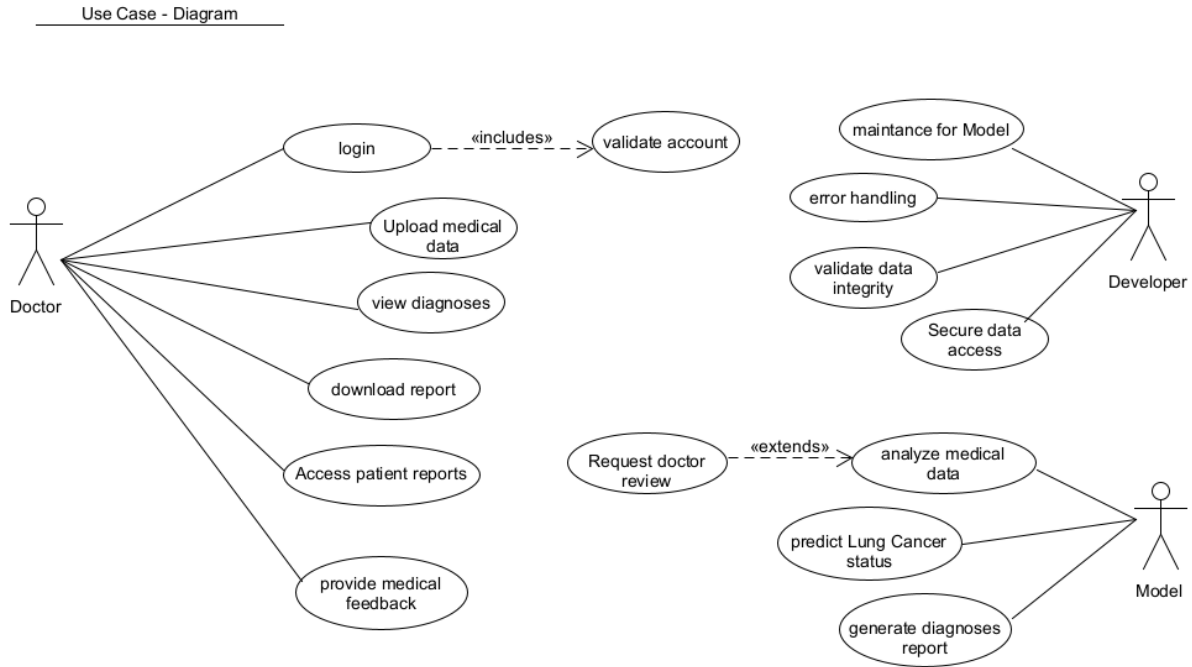 Use Case - Diagram
login
«includes»
validate account
maintance for Model
error handling
Upload medical
data
validate data
integrity
Developer
Doctor
view diagnoses
Secure data
access
download report
Access patient reports
Request doctor
review
«extends»
analyze medical
data
predict Lung Cancer
status
Model
provide medical
feedback
generate diagnoses
report